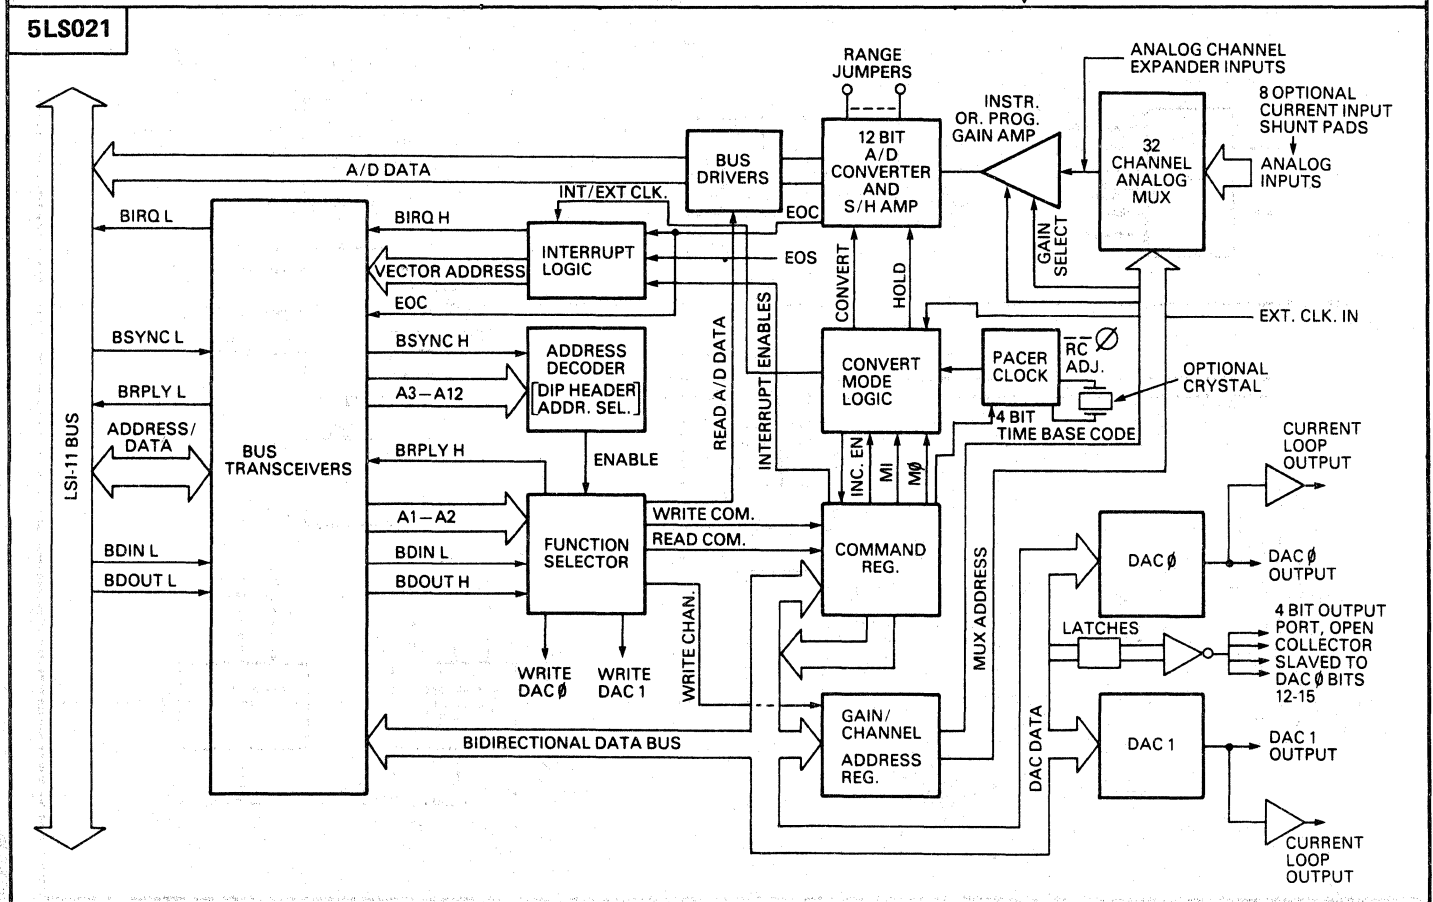 5LS021
RANGE
JUMPERS
ANALOG CHANNEL
EXPANDER INPUTS
INSTR.
OR. PROG.
GAIN AMP
8 OPTIONAL
CURRENT INPUT
SHUNT PADS
ANALOG
INPUTS
32
CHANNEL
ANALOG
MUX
12 BIT
A/D
CONVERTER
AND
S/H AMP
BUS
DRIVERS
A/D DATA
INT/EXT CLK.
EOC
BIRQ L
BIRQ H
INTERRUPT
LOGIC
VECTOR ADDRESS
EOS
EOC
GAIN
SELECT
CONVERT
HOLD
EXT. CLK. IN
BSYNC L
BSYNC H
ADDRESS
DECODER
[DIP HEADER
ADDR. SEL.]
A3–A12
READ A/D DATA
INTERRUPT ENABLES
CONVERT
MODE
LOGIC
PACER
CLOCK
RC
ADJ.
OPTIONAL
CRYSTAL
4 BIT
TIME BASE CODE
BRPLY L
ADDRESS/
DATA
LSI-11 BUS
BUS
TRANSCEIVERS
BRPLY H
ENABLE
INC. EN
MI
MØ
CURRENT
LOOP
OUTPUT
A1–A2
FUNCTION
SELECTOR
WRITE COM.
READ COM.
COMMAND
REG.
BDIN L
BDOUT L
BDIN L
BDOUT H
DAC Ø
DAC Ø
OUTPUT
MUX ADDRESS
WRITE CHAN.
WRITE
DAC Ø
WRITE
DAC 1
LATCHES
4 BIT OUTPUT
PORT, OPEN
COLLECTOR
SLAVED TO
DAC Ø BITS
12-15
BIDIRECTIONAL DATA BUS
GAIN/
CHANNEL
ADDRESS
REG.
DAC DATA
DAC 1
DAC 1
OUTPUT
CURRENT
LOOP
OUTPUT